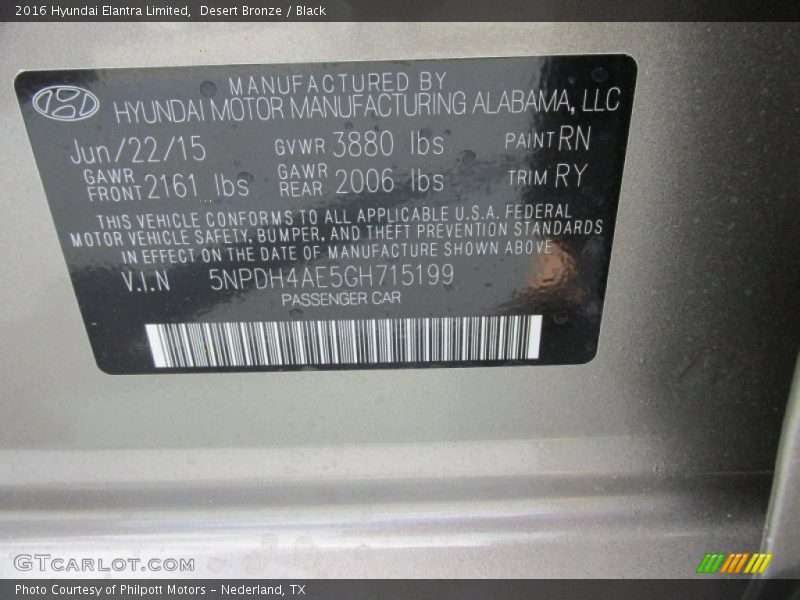 2016 Hyundai Elantra Limited, Desert Bronze / Black
MANUFACTURED BY
HYUNDAI MOTOR MANUFACTURING ALABAMA, LLC
Jun/22/15 GVWR 3880 lbs PAINT RN
GAWR FRONT 2161 lbs GAWR REAR 2006 lbs TRIM RY
THIS VEHICLE CONFORMS TO ALL APPLICABLE U.S.A. FEDERAL
MOTOR VEHICLE SAFETY, BUMPER, AND THEFT PREVENTION STANDARDS
IN EFFECT ON THE DATE OF MANUFACTURE SHOWN ABOVE
V.I.N 5NPDH4AE5GH715199
PASSENGER CAR
GTCARLOT.COM
Photo Courtesy of Philpott Motors - Nederland, TX